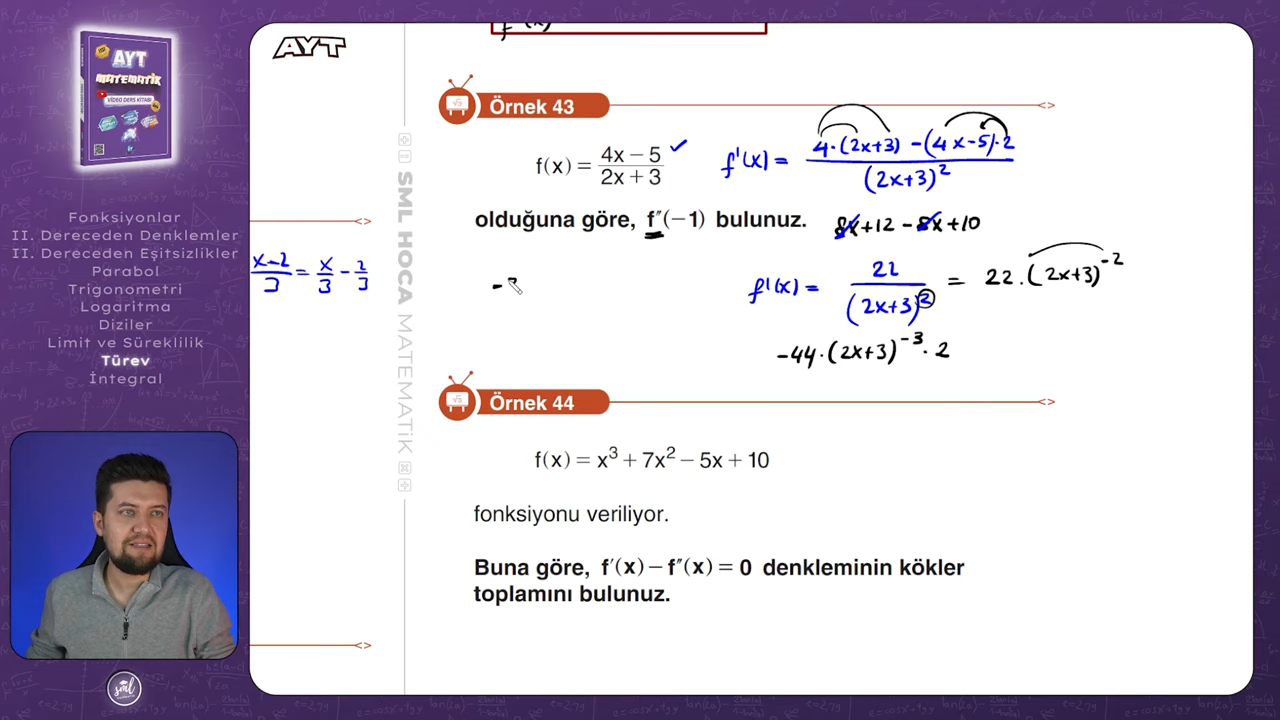 AYT
MATEMATİK
VİDEO DERS KİTABI
Fonksiyonlar
II. Dereceden Denklemler
II. Dereceden Eşitsizlikler
Parabol
Trigonometri
Logaritma
Diziler
Limit ve Süreklilik
Türev
İntegral
sml
AYT
SML HOCA MATEMATİK
x-2/3 = x/3 - 2/3
Örnek 43
f(x) = 4x − 5 / 2x + 3
f'(x) = 4·(2x+3) − (4x−5)·2 / (2x+3)²
olduğuna göre, f″(−1) bulunuz.
8x+12 − 8x+10
f'(x) = 22 / (2x+3)² = 22·(2x+3)⁻²
-44·(2x+3)⁻³·2
Örnek 44
f(x) = x³ + 7x² − 5x + 10
fonksiyonu veriliyor.
Buna göre, f′(x) − f″(x) = 0 denkleminin kökler
toplamını bulunuz.